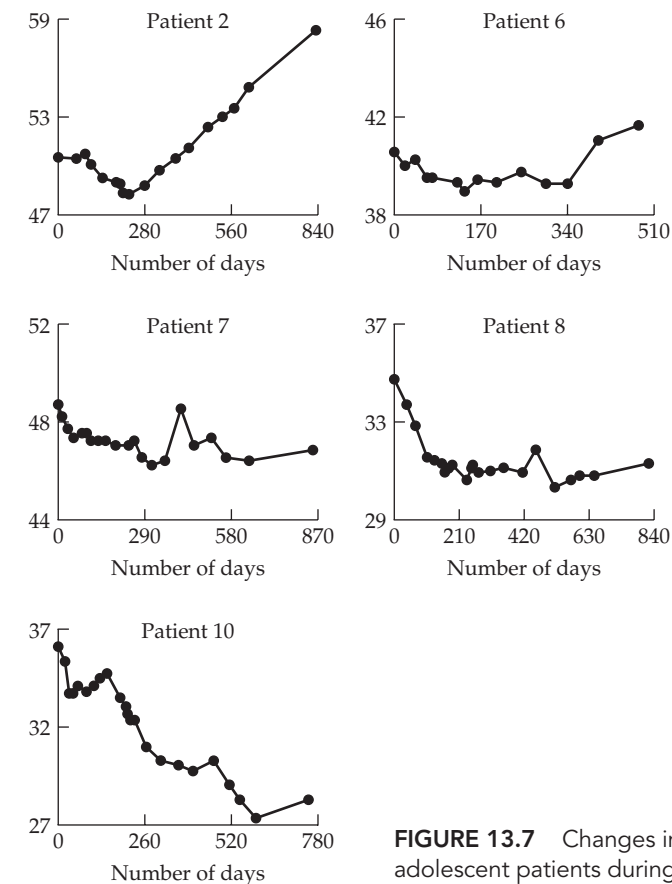 Patient 2
59
53
47
0 280 560 840
Number of days
Patient 6
46
42
38
0 170 340 510
Number of days
Patient 7
52
48
44
0 290 580 870
Number of days
Patient 8
37
33
29
0 210 420 630 840
Number of days
Patient 10
37
32
27
0 260 520 780
Number of days
FIGURE 13.7 Changes in
adolescent patients during